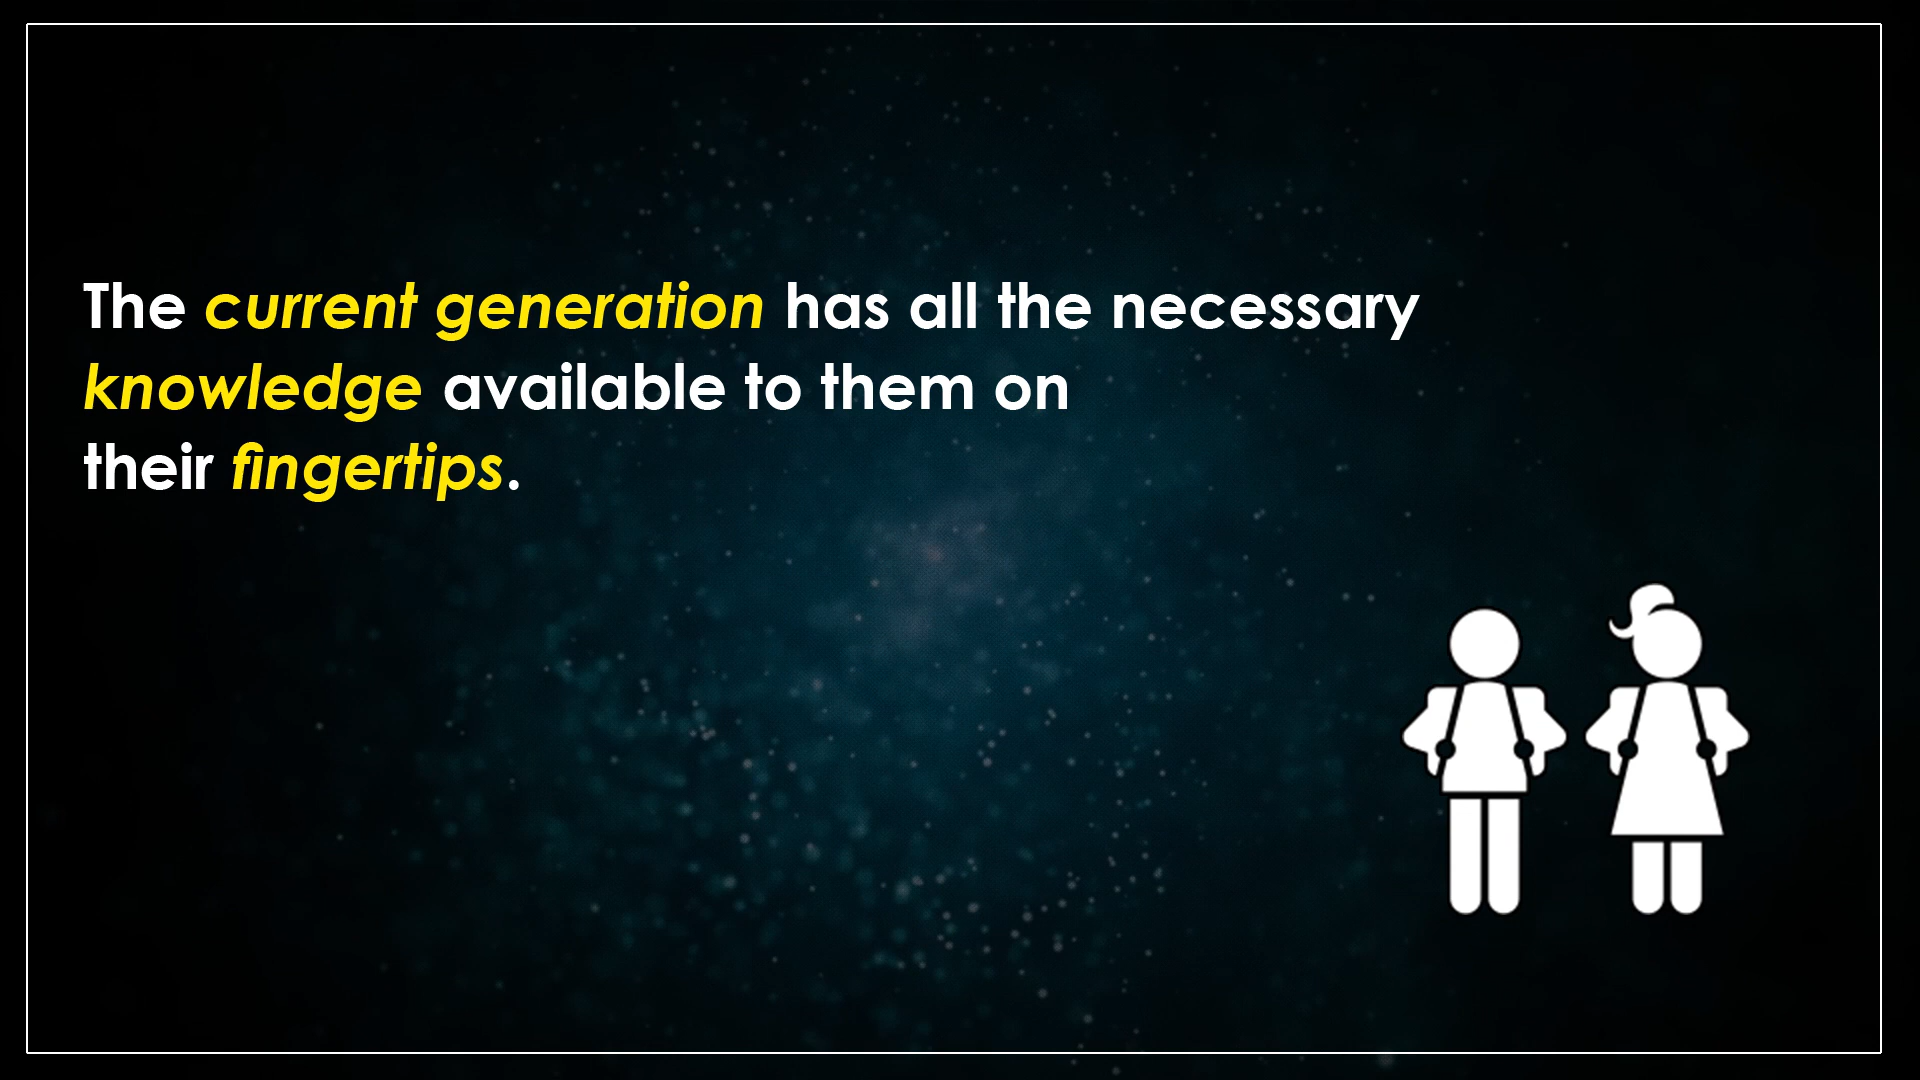 The current generation has all the necessary
knowledge available to them on
their fingertips.